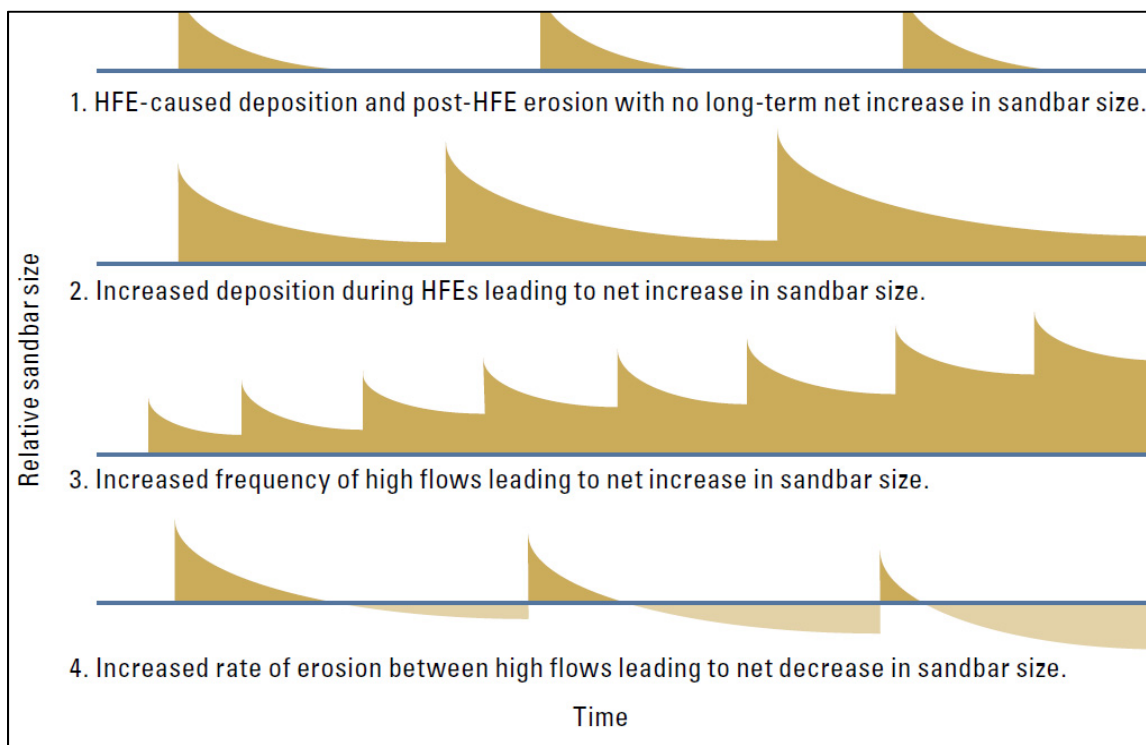 1. HFE-caused deposition and post-HFE erosion with no long-term net increase in sandbar size.
2. Increased deposition during HFEs leading to net increase in sandbar size.
Relative sandbar size
3. Increased frequency of high flows leading to net increase in sandbar size.
4. Increased rate of erosion between high flows leading to net decrease in sandbar size.
Time